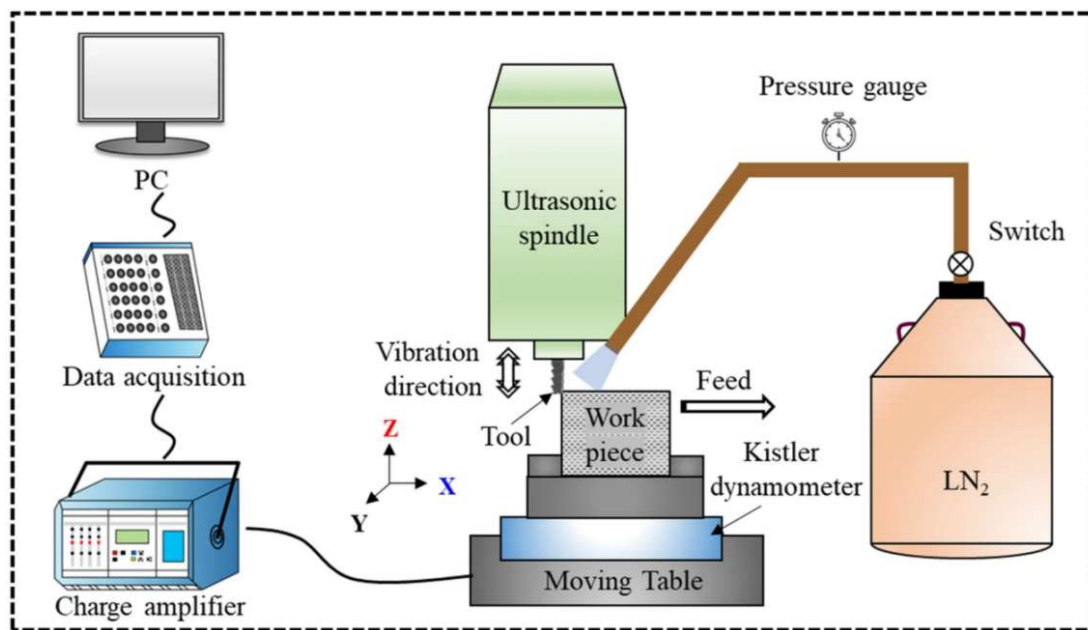 PC
Data acquisition
Charge amplifier
Ultrasonic
spindle
Vibration
direction
Tool
Z
X
Y
Work
piece
Feed
Kistler
dynamometer
Moving Table
Pressure gauge
Switch
LN₂